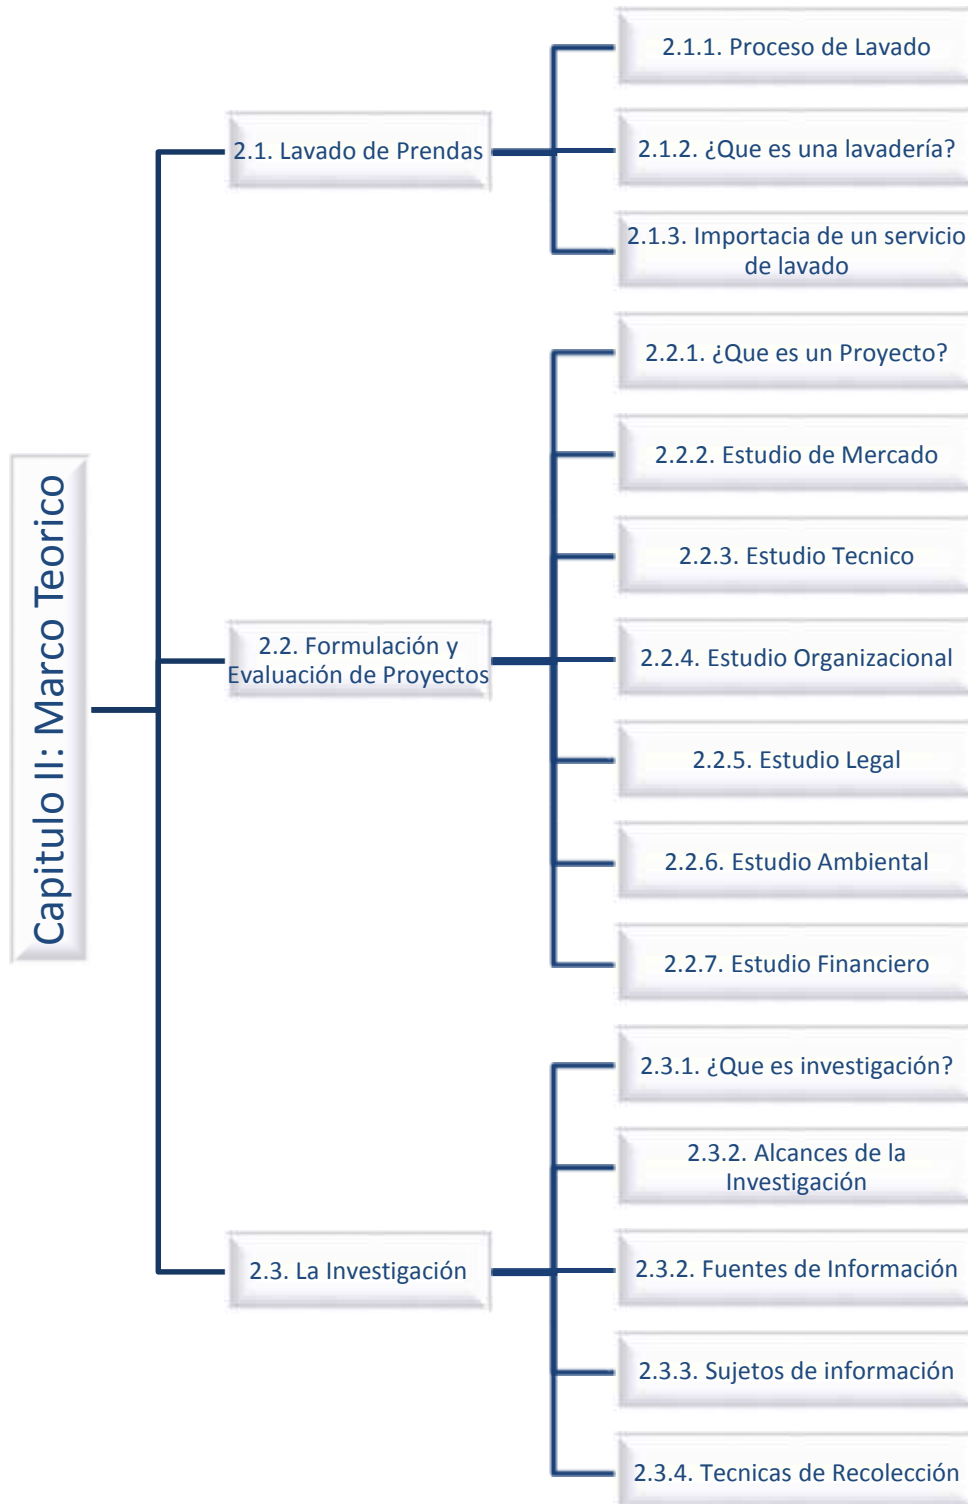 Capitulo II: Marco Teorico
2.1. Lavado de Prendas
2.1.1. Proceso de Lavado
2.1.2. ¿Que es una lavadería?
2.1.3. Importacia de un servicio
de lavado
2.2. Formulación y
Evaluación de Proyectos
2.2.1. ¿Que es un Proyecto?
2.2.2. Estudio de Mercado
2.2.3. Estudio Tecnico
2.2.4. Estudio Organizacional
2.2.5. Estudio Legal
2.2.6. Estudio Ambiental
2.2.7. Estudio Financiero
2.3. La Investigación
2.3.1. ¿Que es investigación?
2.3.2. Alcances de la
Investigación
2.3.2. Fuentes de Información
2.3.3. Sujetos de información
2.3.4. Tecnicas de Recolección